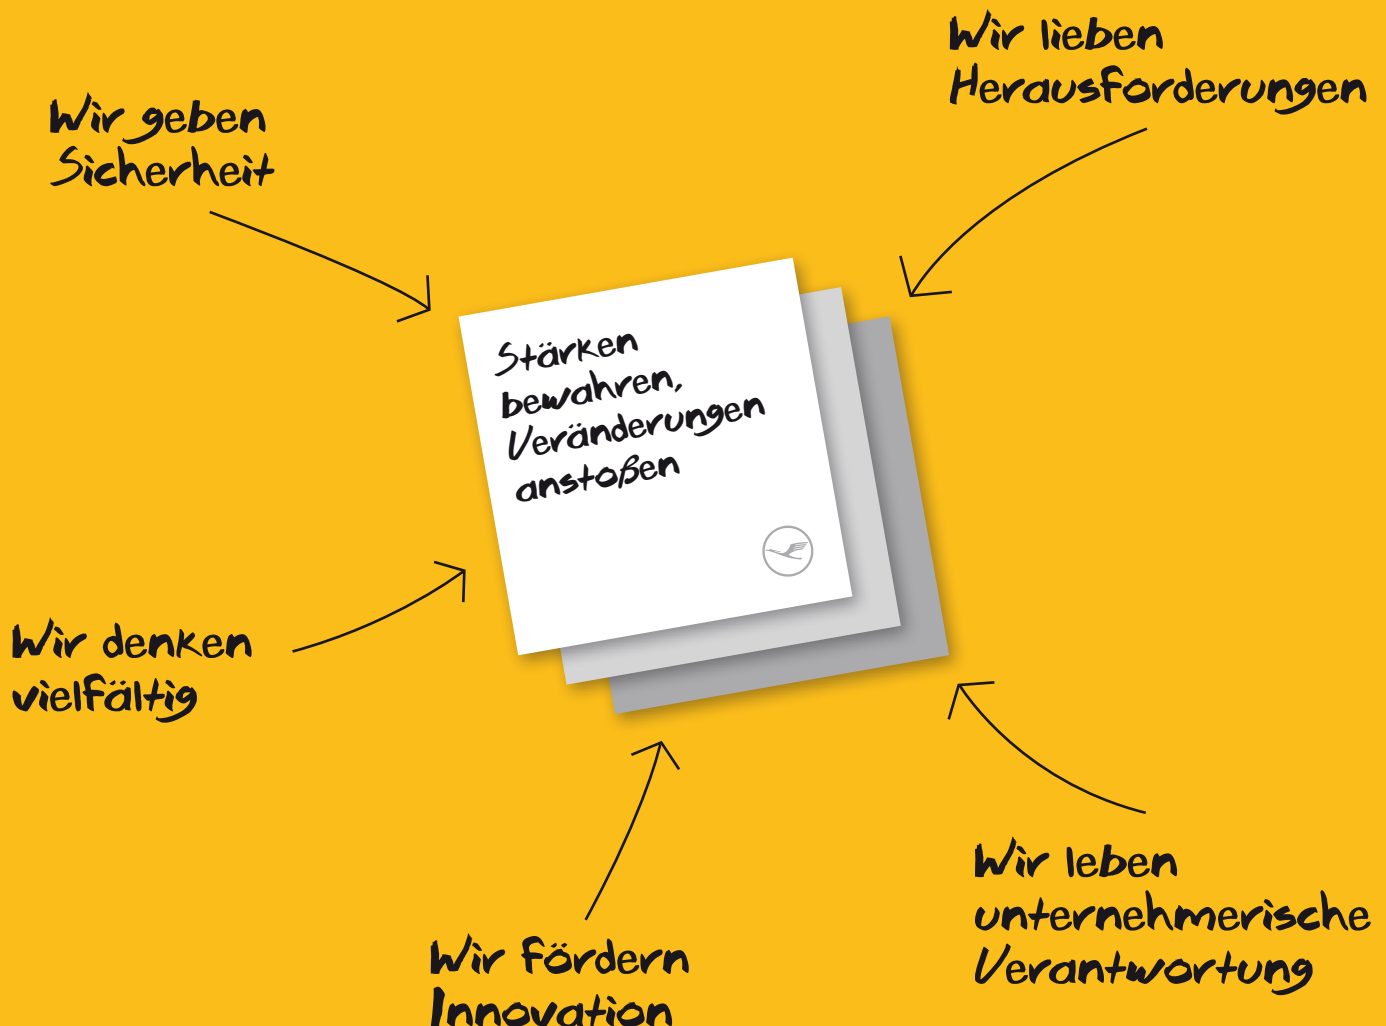 Wir lieben
Herausforderungen
Wir geben
Sicherheit
Stärken
bewahren,
Veränderungen
anstoßen
Wir denken
vielfältig
Wir leben
unternehmerische
Verantwortung
Wir fördern
Innovation